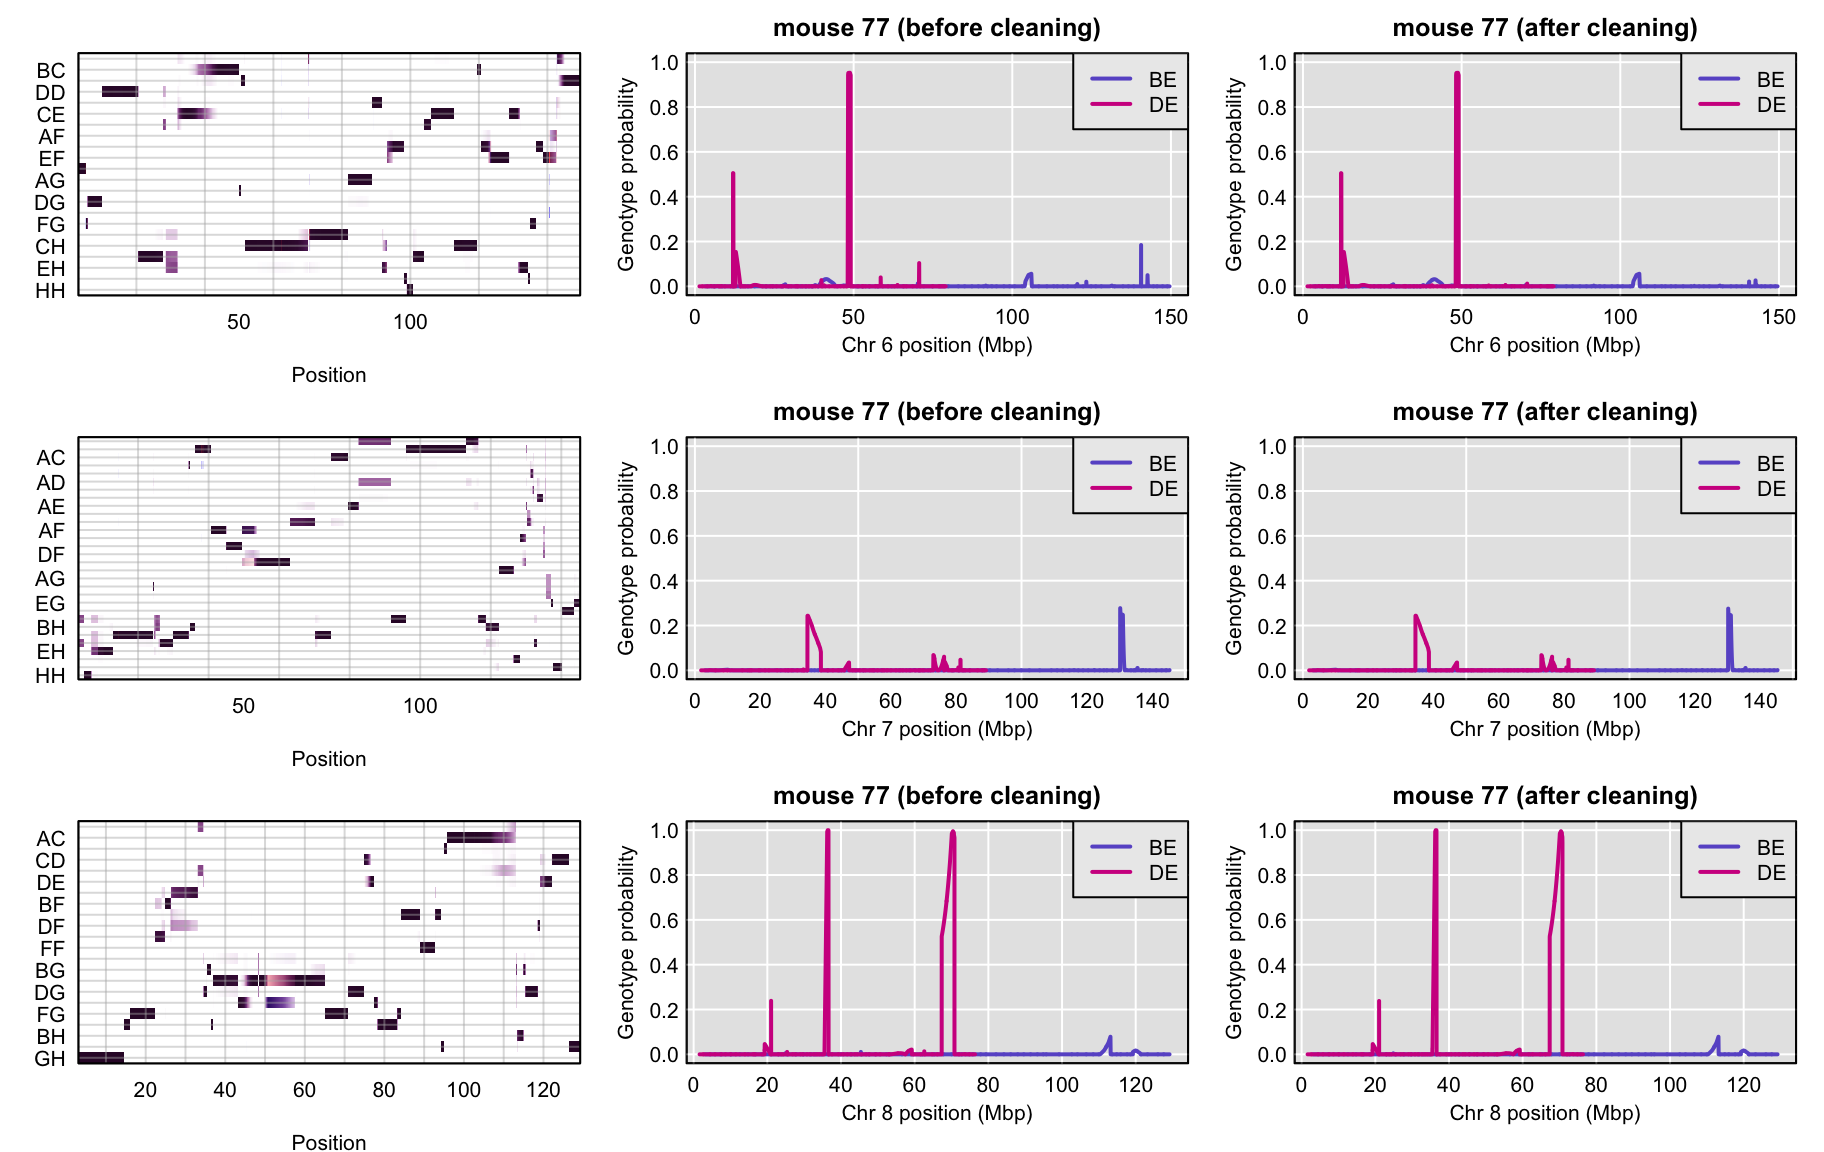 mouse 77 (before cleaning)
mouse 77 (after cleaning)
BC
DD
CE
AF
EF
AG
DG
FG
CH
EH
HH
50 100
Position
Genotype probability
1.0
0.8
0.6
0.4
0.2
0.0
BE
DE
0 50 100 150
Chr 6 position (Mbp)
Genotype probability
1.0
0.8
0.6
0.4
0.2
0.0
BE
DE
0 50 100 150
Chr 6 position (Mbp)
mouse 77 (before cleaning)
mouse 77 (after cleaning)
AC
AD
AE
AF
DF
AG
EG
BH
EH
HH
50 100
Position
Genotype probability
1.0
0.8
0.6
0.4
0.2
0.0
BE
DE
0 20 40 60 80 100 120 140
Chr 7 position (Mbp)
Genotype probability
1.0
0.8
0.6
0.4
0.2
0.0
BE
DE
0 20 40 60 80 100 120 140
Chr 7 position (Mbp)
mouse 77 (before cleaning)
mouse 77 (after cleaning)
AC
CD
DE
BF
DF
FF
BG
DG
FG
BH
GH
20 40 60 80 100 120
Position
Genotype probability
1.0
0.8
0.6
0.4
0.2
0.0
BE
DE
0 20 40 60 80 100 120
Chr 8 position (Mbp)
Genotype probability
1.0
0.8
0.6
0.4
0.2
0.0
BE
DE
0 20 40 60 80 100 120
Chr 8 position (Mbp)